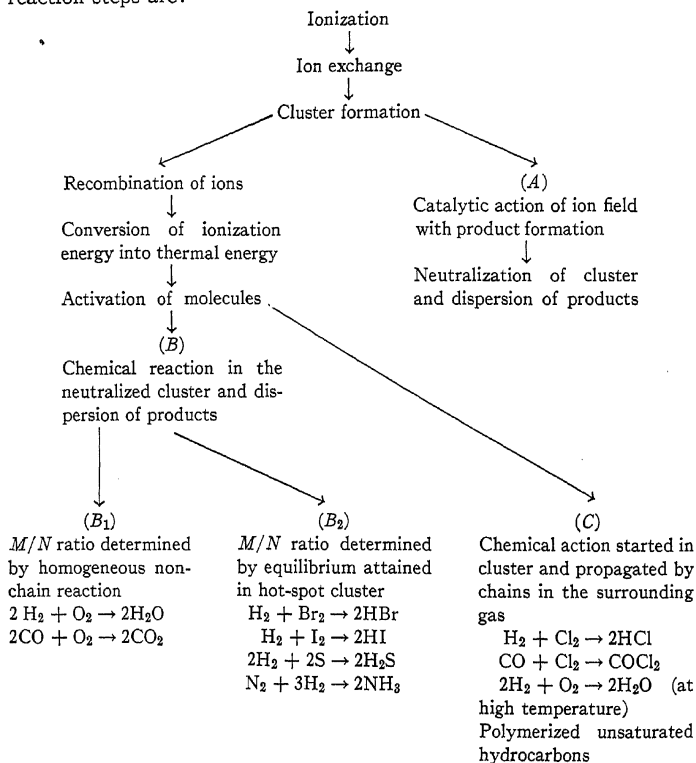 reaction steps are:
Ionization
Ion exchange
Cluster formation
Recombination of ions
Conversion of ionization
energy into thermal energy
Activation of molecules
(B)
Chemical reaction in the
neutralized cluster and dis-
persion of products
(A)
Catalytic action of ion field
with product formation
Neutralization of cluster
and dispersion of products
(B₁)
M/N ratio determined
by homogeneous non-
chain reaction
2 H₂ + O₂ → 2H₂O
2CO + O₂ → 2CO₂
(B₂)
M/N ratio determined
by equilibrium attained
in hot-spot cluster
H₂ + Br₂ → 2HBr
H₂ + I₂ → 2HI
2H₂ + 2S → 2H₂S
N₂ + 3H₂ → 2NH₃
(C)
Chemical action started in
cluster and propagated by
chains in the surrounding
gas
H₂ + Cl₂ → 2HCl
CO + Cl₂ → COCl₂
2H₂ + O₂ → 2H₂O (at
high temperature)
Polymerized unsaturated
hydrocarbons